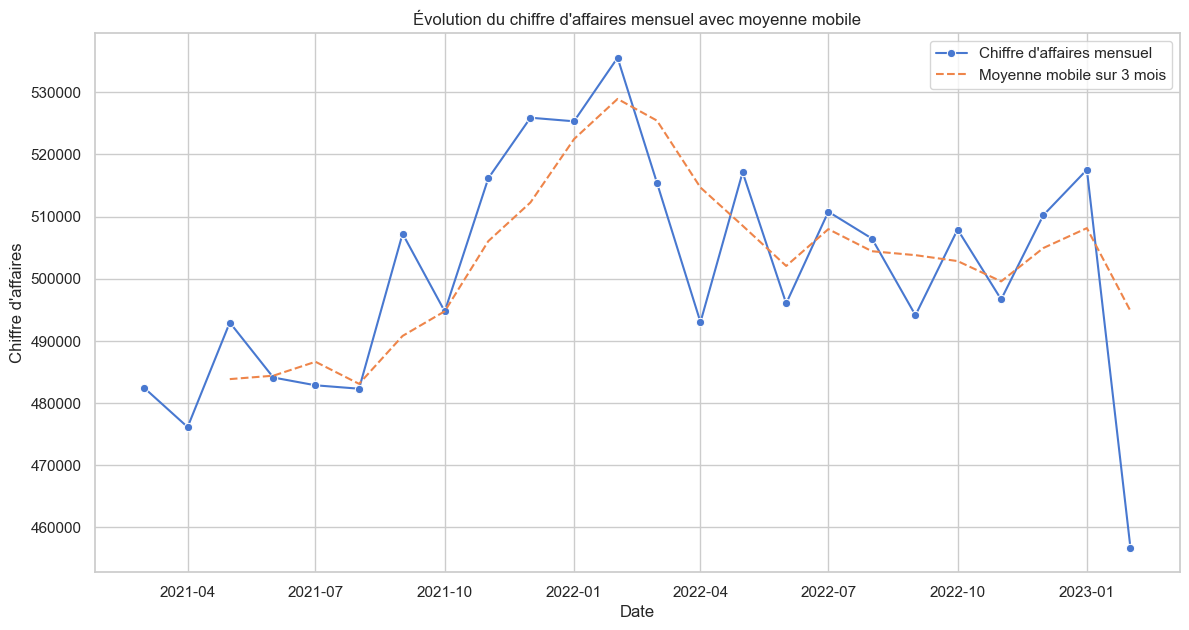 Évolution du chiffre d'affaires mensuel avec moyenne mobile
Chiffre d'affaires mensuel
Moyenne mobile sur 3 mois
Chiffre d'affaires
530000
520000
510000
500000
490000
480000
470000
460000
2021-04 2021-07 2021-10 2022-01 2022-04 2022-07 2022-10 2023-01
Date